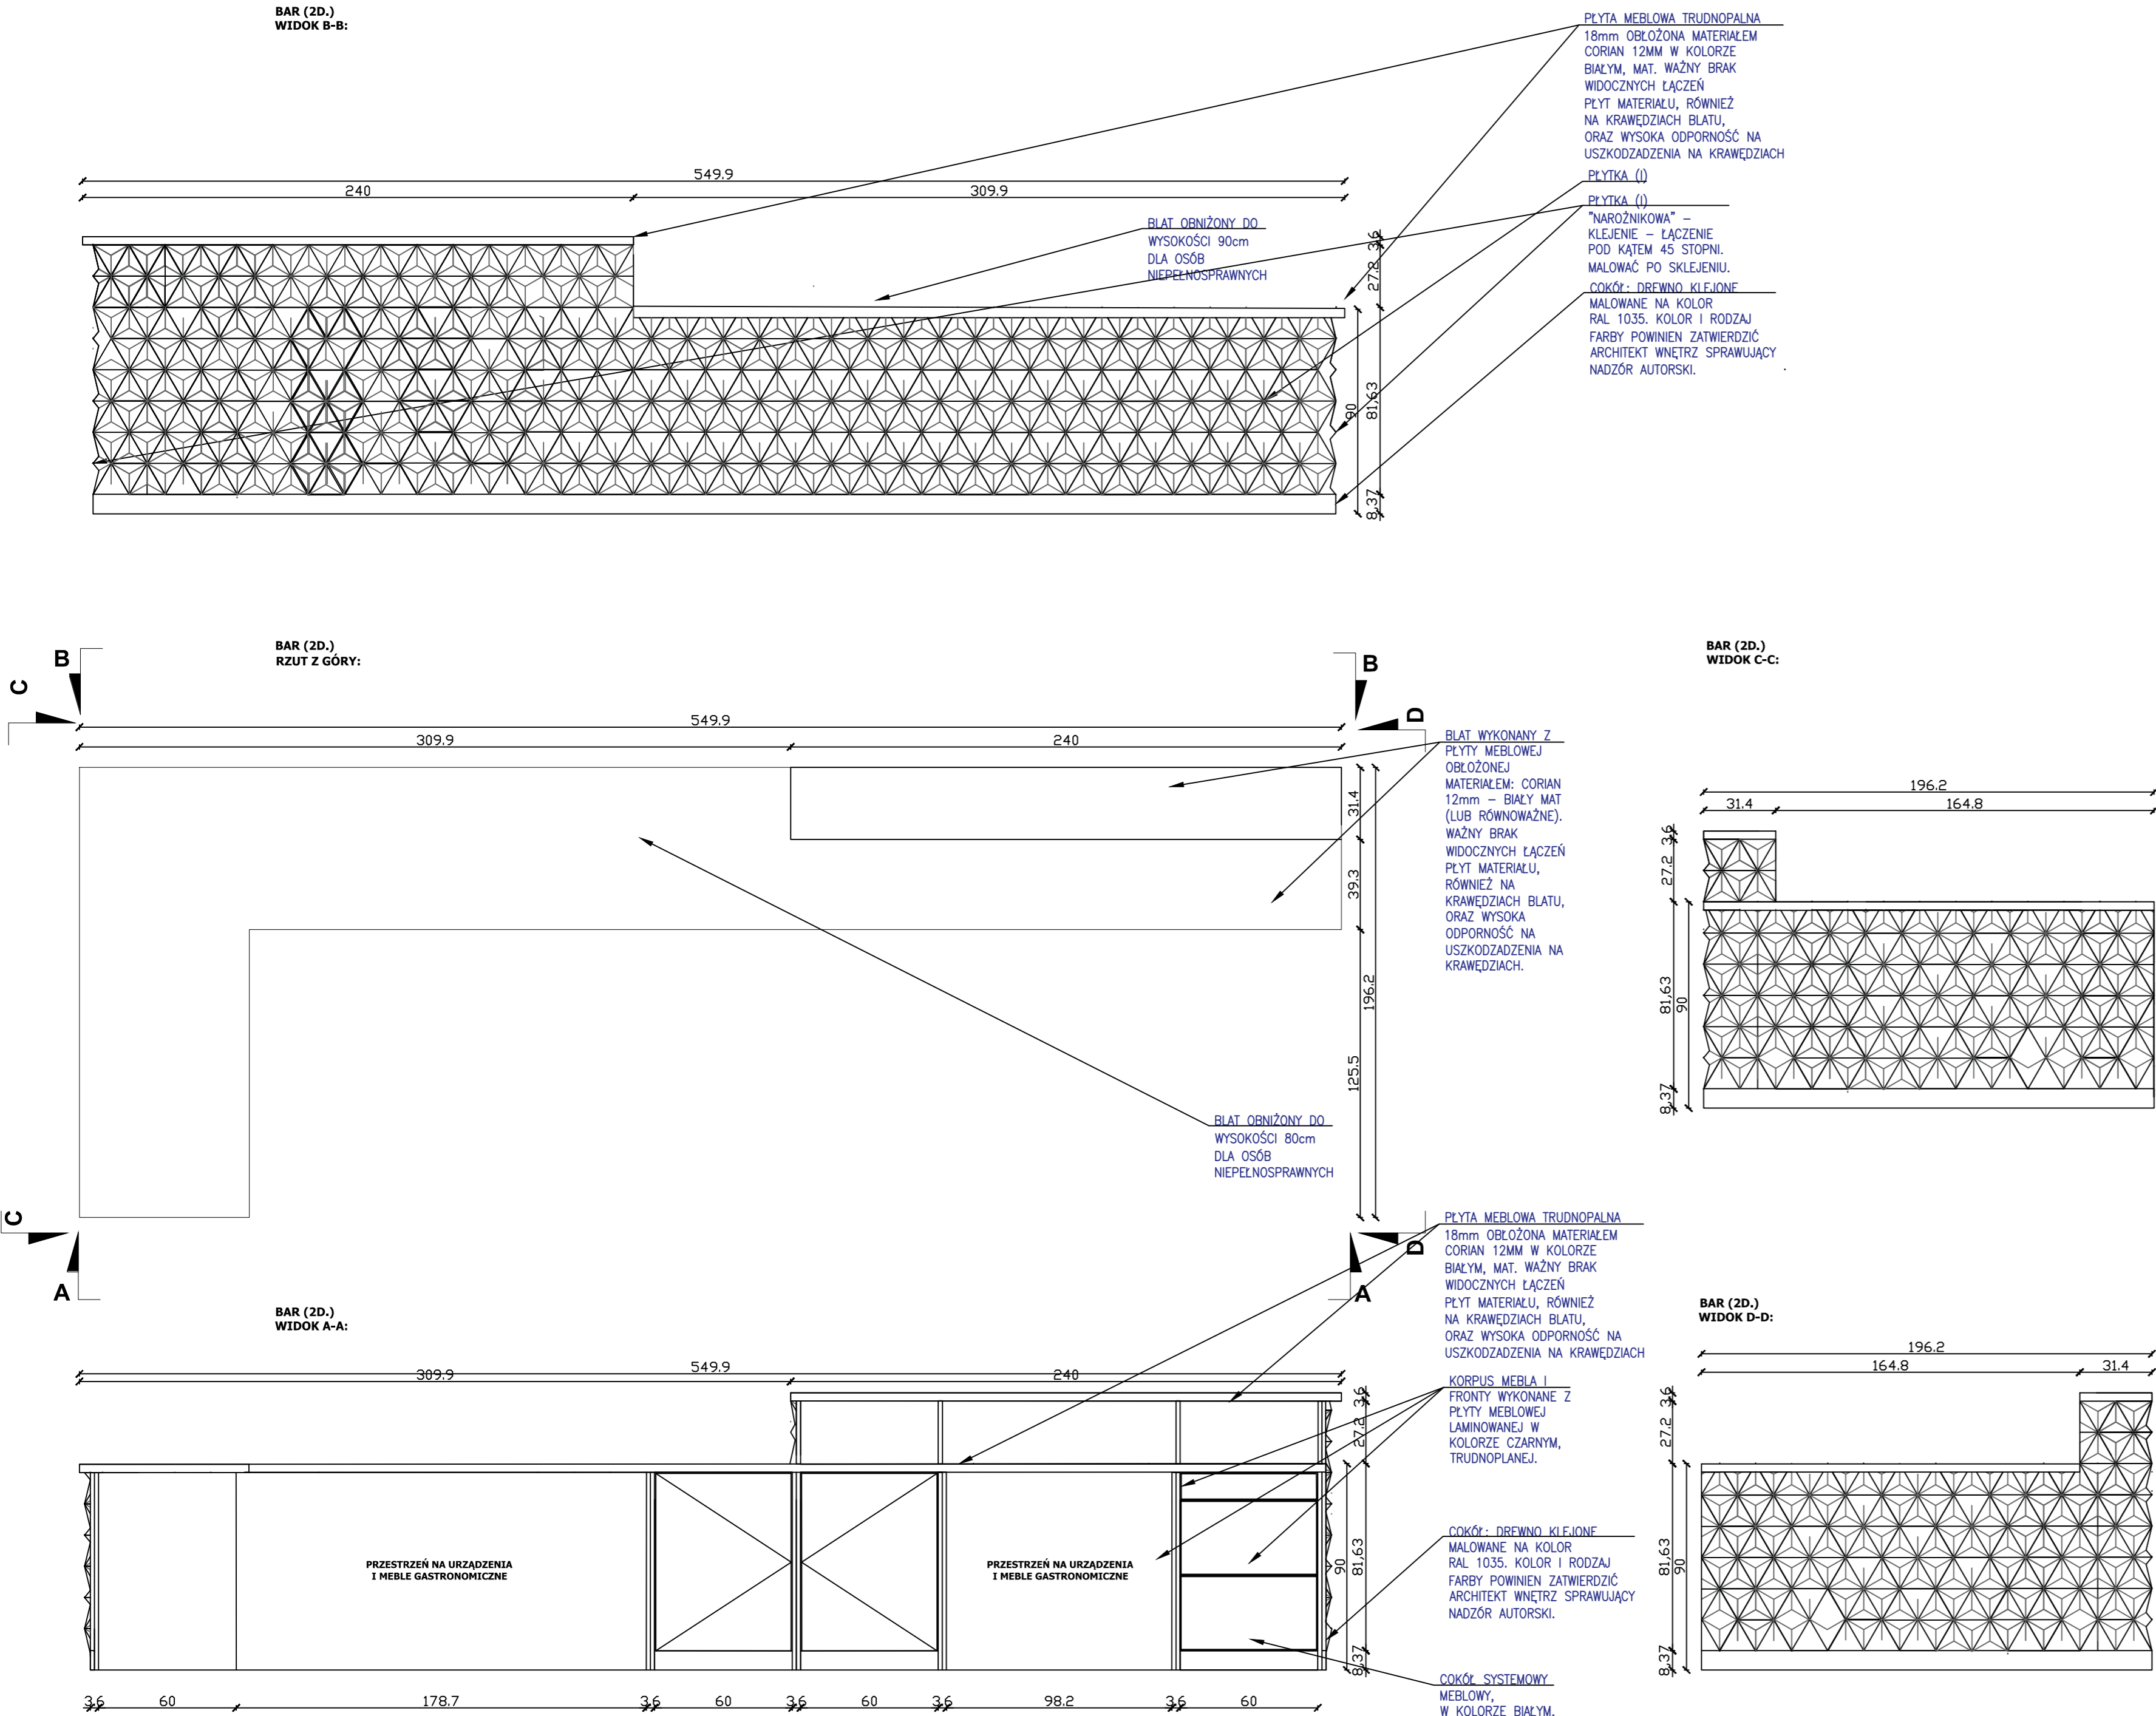 BAR (2D.)
WIDOK B-B:
PŁYTA MEBLOWA TRUDNOPALNA
18mm OBŁOŻONA MATERIAŁEM
CORIAN 12MM W KOLORZE
BIAŁYM, MAT. WAŻNY BRAK
WIDOCZNYCH ŁĄCZEŃ
PŁYT MATERIAŁU, RÓWNIEŻ
NA KRAWĘDZIACH BLATU,
ORAZ WYSOKA ODPORNOŚĆ NA
USZKODZADZENIA NA KRAWĘDZIACH
PŁYTKA (I)
PŁYTKA (I)
"NAROŻNIKOWA" –
KLEJENIE – ŁĄCZENIE
POD KĄTEM 45 STOPNI.
MALOWAĆ PO SKLEJENIU.
COKÓŁ: DREWNO KLEJONE
MALOWANE NA KOLOR
RAL 1035. KOLOR I RODZAJ
FARBY POWINIEN ZATWIERDZIĆ
ARCHITEKT WNĘTRZ SPRAWUJĄCY
NADZÓR AUTORSKI.
549.9
240
309.9
BLAT OBNIŻONY DO
WYSOKOŚCI 90cm
DLA OSÓB
NIEPEŁNOSPRAWNYCH
3.6
27.2
90
81,63
8,37
BAR (2D.)
RZUT Z GÓRY:
B
B
C
D
549.9
309.9
240
31.4
39.3
196.2
125.5
BLAT WYKONANY Z
PŁYTY MEBLOWEJ
OBŁOŻONEJ
MATERIAŁEM: CORIAN
12mm – BIAŁY MAT
(LUB RÓWNOWAŻNE).
WAŻNY BRAK
WIDOCZNYCH ŁĄCZEŃ
PŁYT MATERIAŁU,
RÓWNIEŻ NA
KRAWĘDZIACH BLATU,
ORAZ WYSOKA
ODPORNOŚĆ NA
USZKODZADZENIA NA
KRAWĘDZIACH.
BLAT OBNIŻONY DO
WYSOKOŚCI 80cm
DLA OSÓB
NIEPEŁNOSPRAWNYCH
C
D
A
A
BAR (2D.)
WIDOK C-C:
196.2
31.4
164.8
3.6
27.2
81,63
90
8,37
BAR (2D.)
WIDOK A-A:
549.9
309.9
240
3.6
27.2
90
81,63
8,37
PRZESTRZEŃ NA URZĄDZENIA
I MEBLE GASTRONOMICZNE
PRZESTRZEŃ NA URZĄDZENIA
I MEBLE GASTRONOMICZNE
3.6
60
178.7
3.6
60
3.6
60
3.6
98.2
3.6
60
PŁYTA MEBLOWA TRUDNOPALNA
18mm OBŁOŻONA MATERIAŁEM
CORIAN 12MM W KOLORZE
BIAŁYM, MAT. WAŻNY BRAK
WIDOCZNYCH ŁĄCZEŃ
PŁYT MATERIAŁU, RÓWNIEŻ
NA KRAWĘDZIACH BLATU,
ORAZ WYSOKA ODPORNOŚĆ NA
USZKODZADZENIA NA KRAWĘDZIACH
KORPUS MEBLA I
FRONTY WYKONANE Z
PŁYTY MEBLOWEJ
LAMINOWANEJ W
KOLORZE CZARNYM,
TRUDNOPLANEJ.
COKÓŁ: DREWNO KLEJONE
MALOWANE NA KOLOR
RAL 1035. KOLOR I RODZAJ
FARBY POWINIEN ZATWIERDZIĆ
ARCHITEKT WNĘTRZ SPRAWUJĄCY
NADZÓR AUTORSKI.
COKÓŁ SYSTEMOWY
MEBLOWY,
W KOLORZE BIAŁYM.
BAR (2D.)
WIDOK D-D:
196.2
164.8
31.4
3.6
27.2
81,63
90
8,37